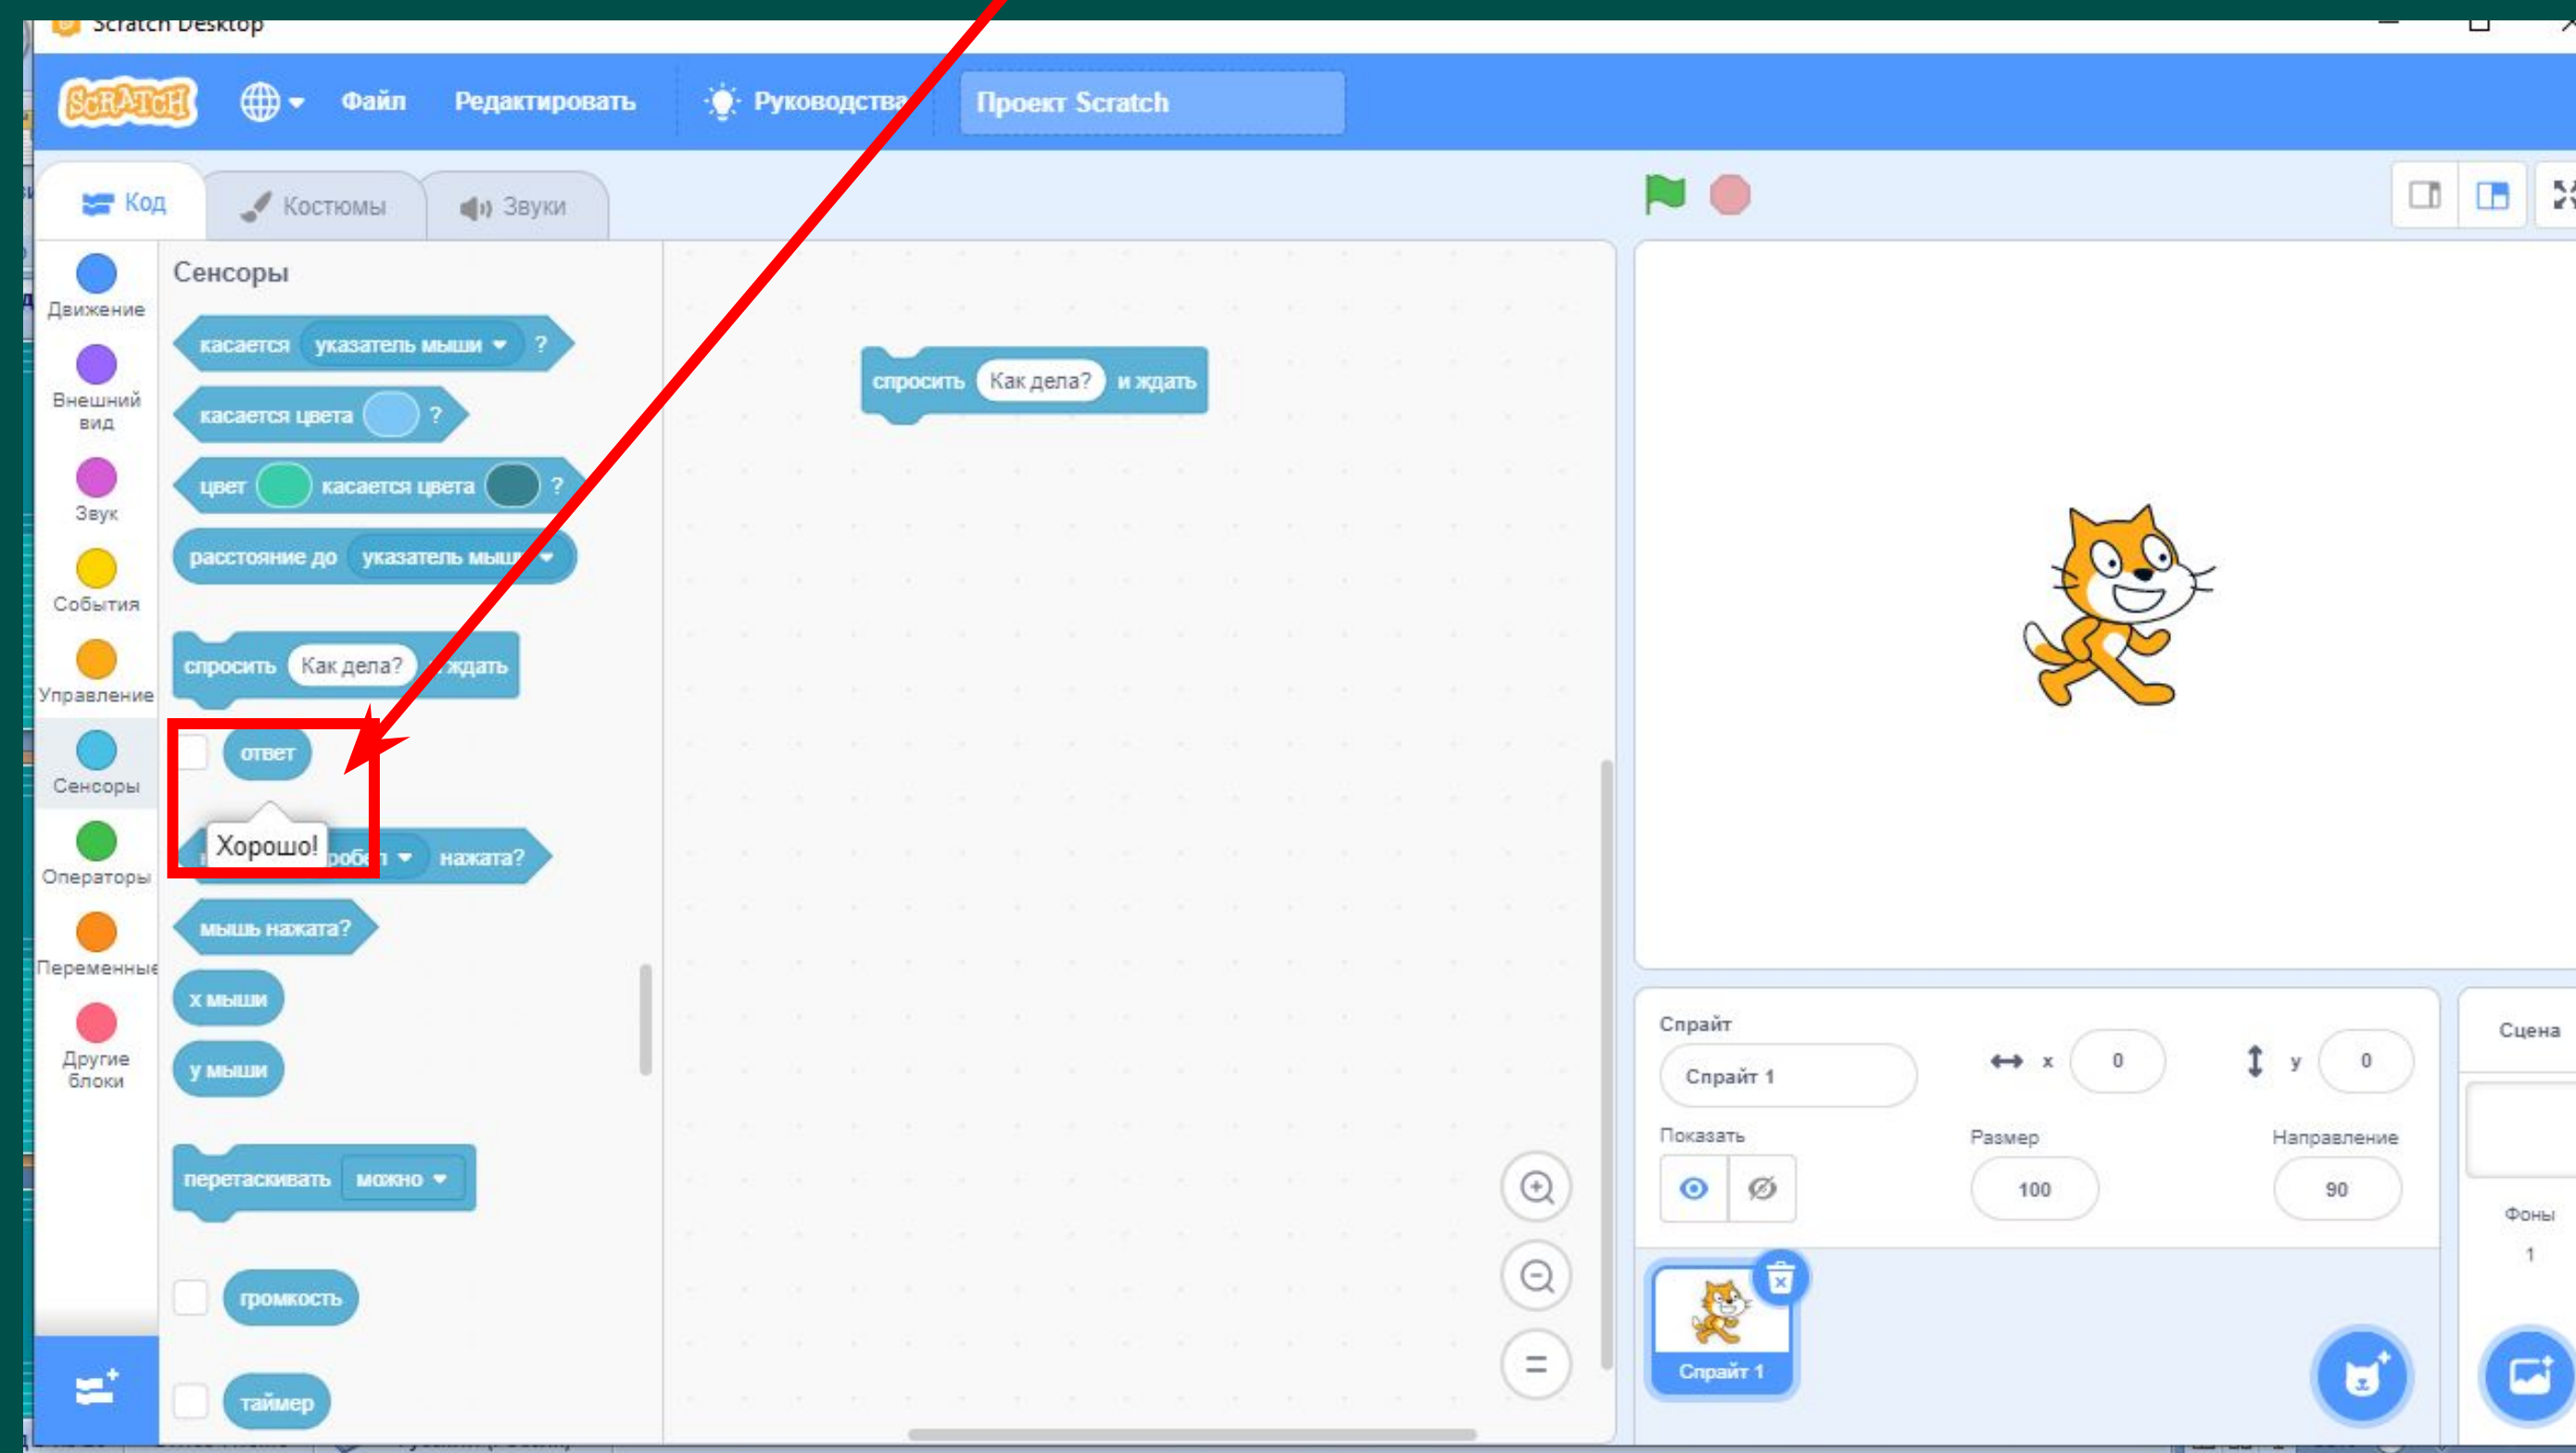 Scratch Desktop
SCRATCH Файл Редактировать Руководства Проект Scratch
Код Костюмы Звуки
Движение
Внешний
вид
Звук
События
Управление
Сенсоры
Операторы
Переменные
Другие
блоки
Сенсоры
касается указатель мыши ?
касается цвета ?
цвет касается цвета ?
расстояние до указатель мыши
спросить Как дела? и ждать
ответ
Хорошо!
нажата?
мышь нажата?
х мыши
у мыши
перетаскивать можно
громкость
таймер
спросить Как дела? и ждать
Спрайт
Спрайт 1
x 0
y 0
Показать
Размер
100
Направление
90
Спрайт 1
Сцена
Фоны
1